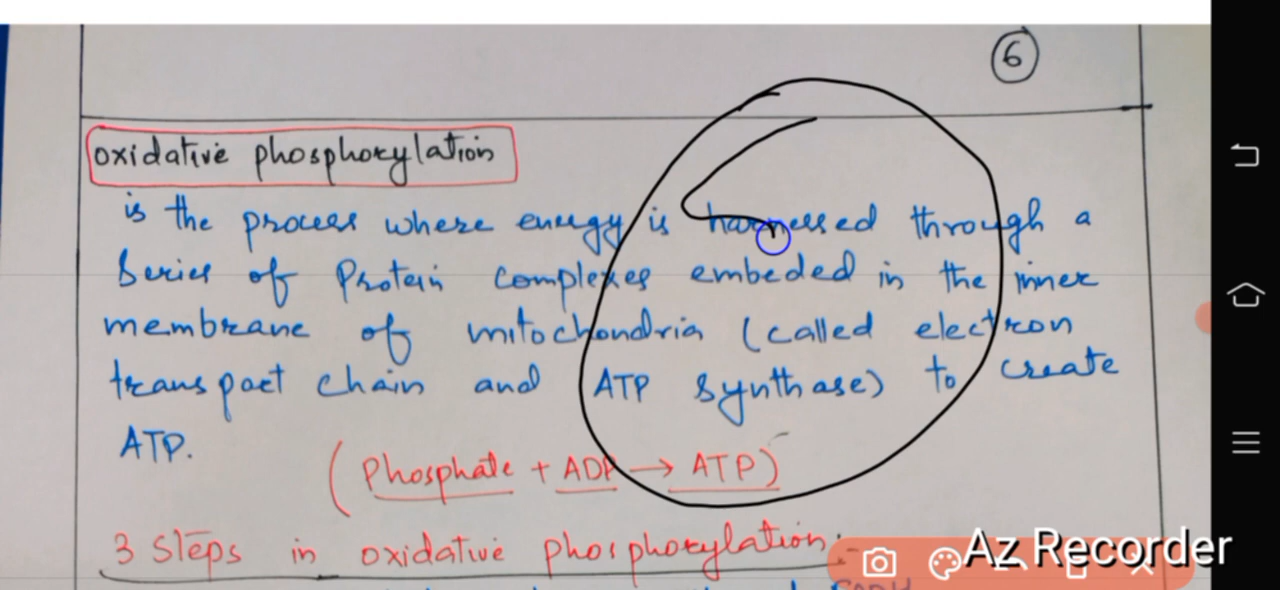 6
oxidative phosphorylation
is the process where energy is harnessed through a
Series of Protein complexes embeded in the inner
membrane of mitochondria (called electron
transport chain and ATP synthase) to create
ATP.
(Phosphate + ADP → ATP)
3 Steps in oxidative phosphorylation:-
Az Recorder